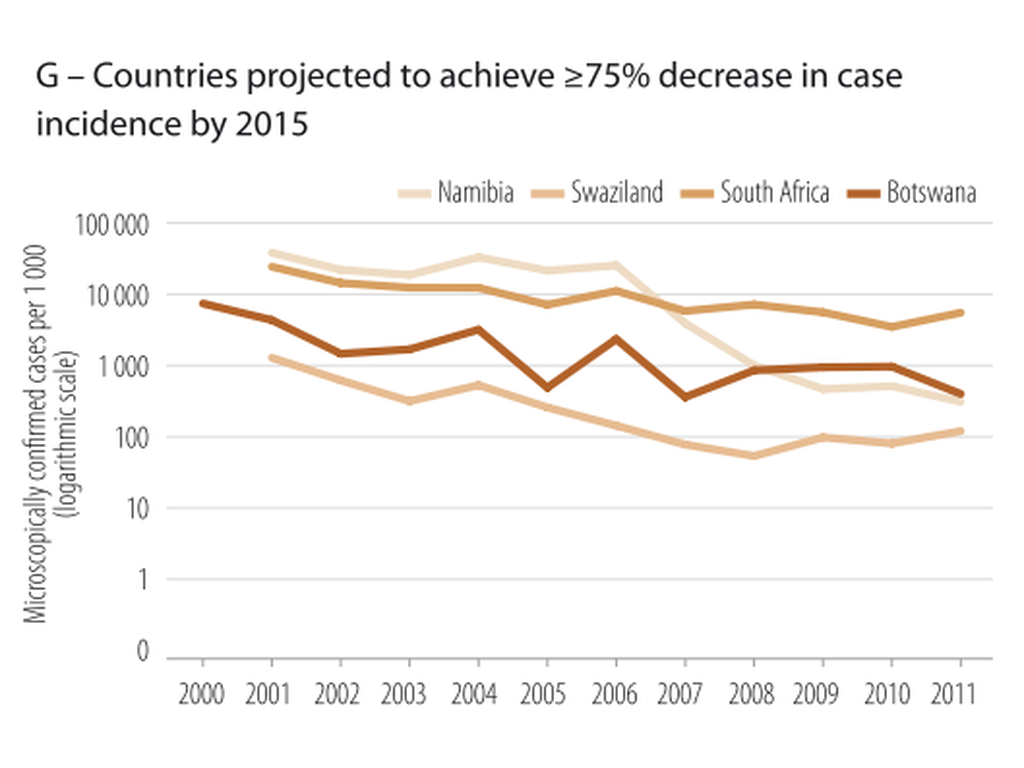 G – Countries projected to achieve ≥75% decrease in case
incidence by 2015
Namibia Swaziland South Africa Botswana
Microscopically confirmed cases per 1 000
(logarithmic scale)
100 000
10 000
1 000
100
10
1
0
2000 2001 2002 2003 2004 2005 2006 2007 2008 2009 2010 2011